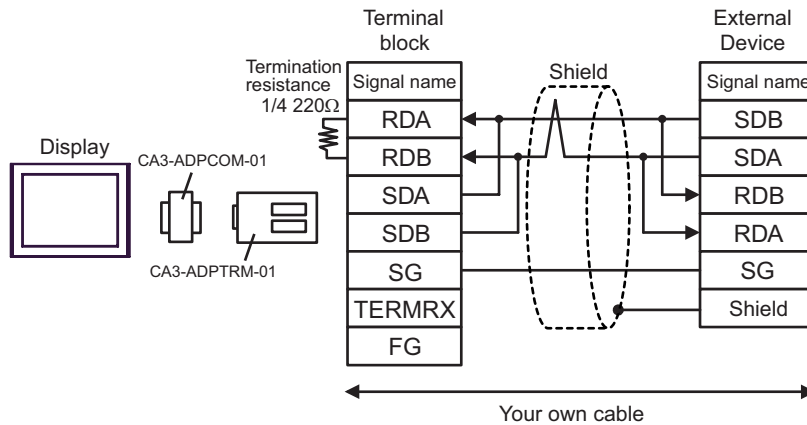 Terminal
block
External
Device
Termination
resistance
1/4 220Ω
Signal name
Shield
Signal name
RDA
SDB
Display
CA3-ADPCOM-01
RDB
SDA
SDA
RDB
SDB
RDA
CA3-ADPTRM-01
SG
SG
TERMRX
Shield
FG
Your own cable